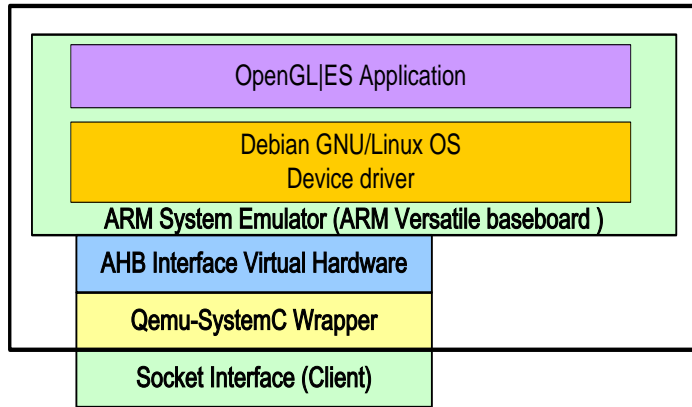 OpenGL|ES Application
Debian GNU/Linux OS
Device driver
ARM System Emulator (ARM Versatile baseboard )
AHB Interface Virtual Hardware
Qemu-SystemC Wrapper
Socket Interface (Client)